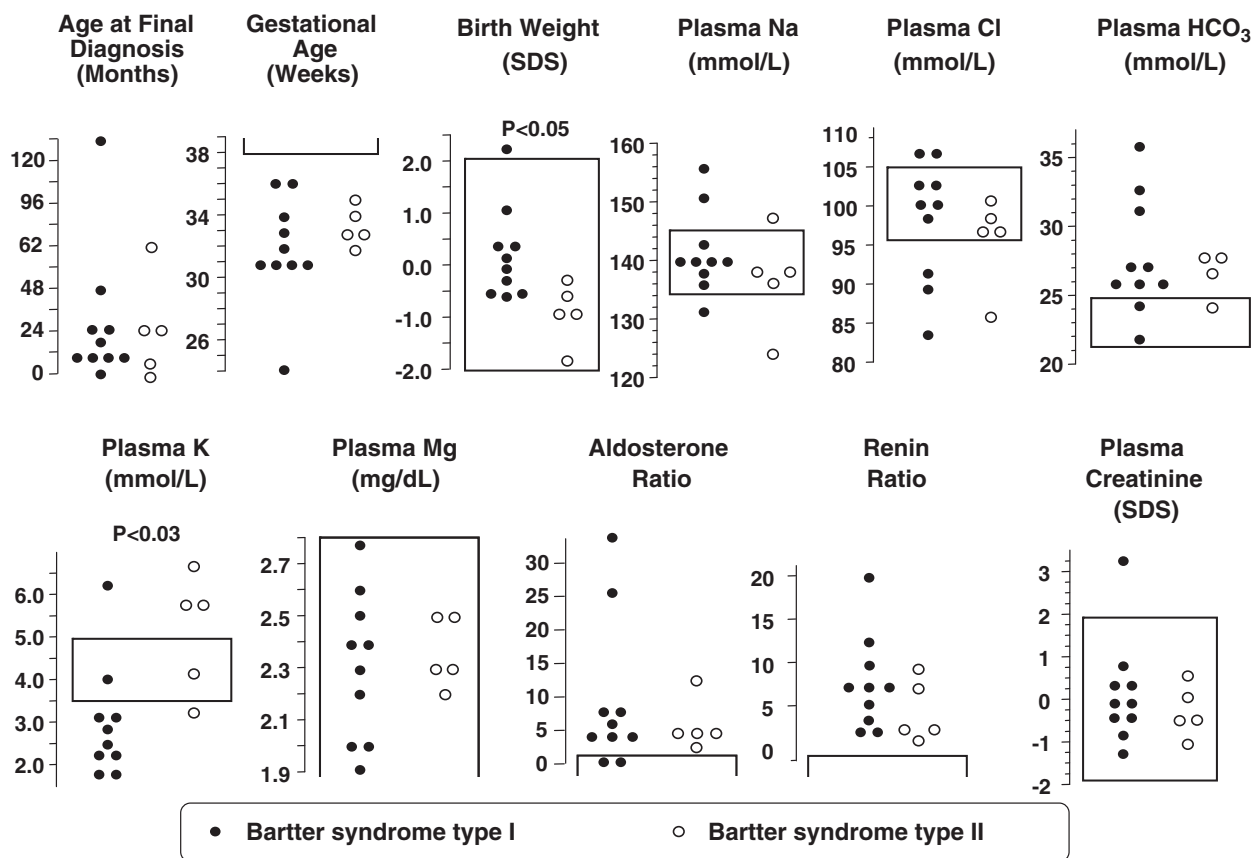 Age at Final
Diagnosis
(Months)
120
96
62
48
24
0
Gestational
Age
(Weeks)
38
34
30
26
Birth Weight
(SDS)
P<0.05
2.0
1.0
0.0
-1.0
-2.0
Plasma Na
(mmol/L)
160
150
140
130
120
Plasma Cl
(mmol/L)
110
105
100
95
90
85
80
Plasma HCO3
(mmol/L)
35
30
25
20
Plasma K
(mmol/L)
P<0.03
6.0
5.0
4.0
3.0
2.0
Plasma Mg
(mg/dL)
2.7
2.5
2.3
2.1
1.9
Aldosterone
Ratio
30
25
20
15
10
5
0
Renin
Ratio
20
15
10
5
0
Plasma
Creatinine
(SDS)
3
2
1
0
-1
-2
Bartter syndrome type I
Bartter syndrome type II